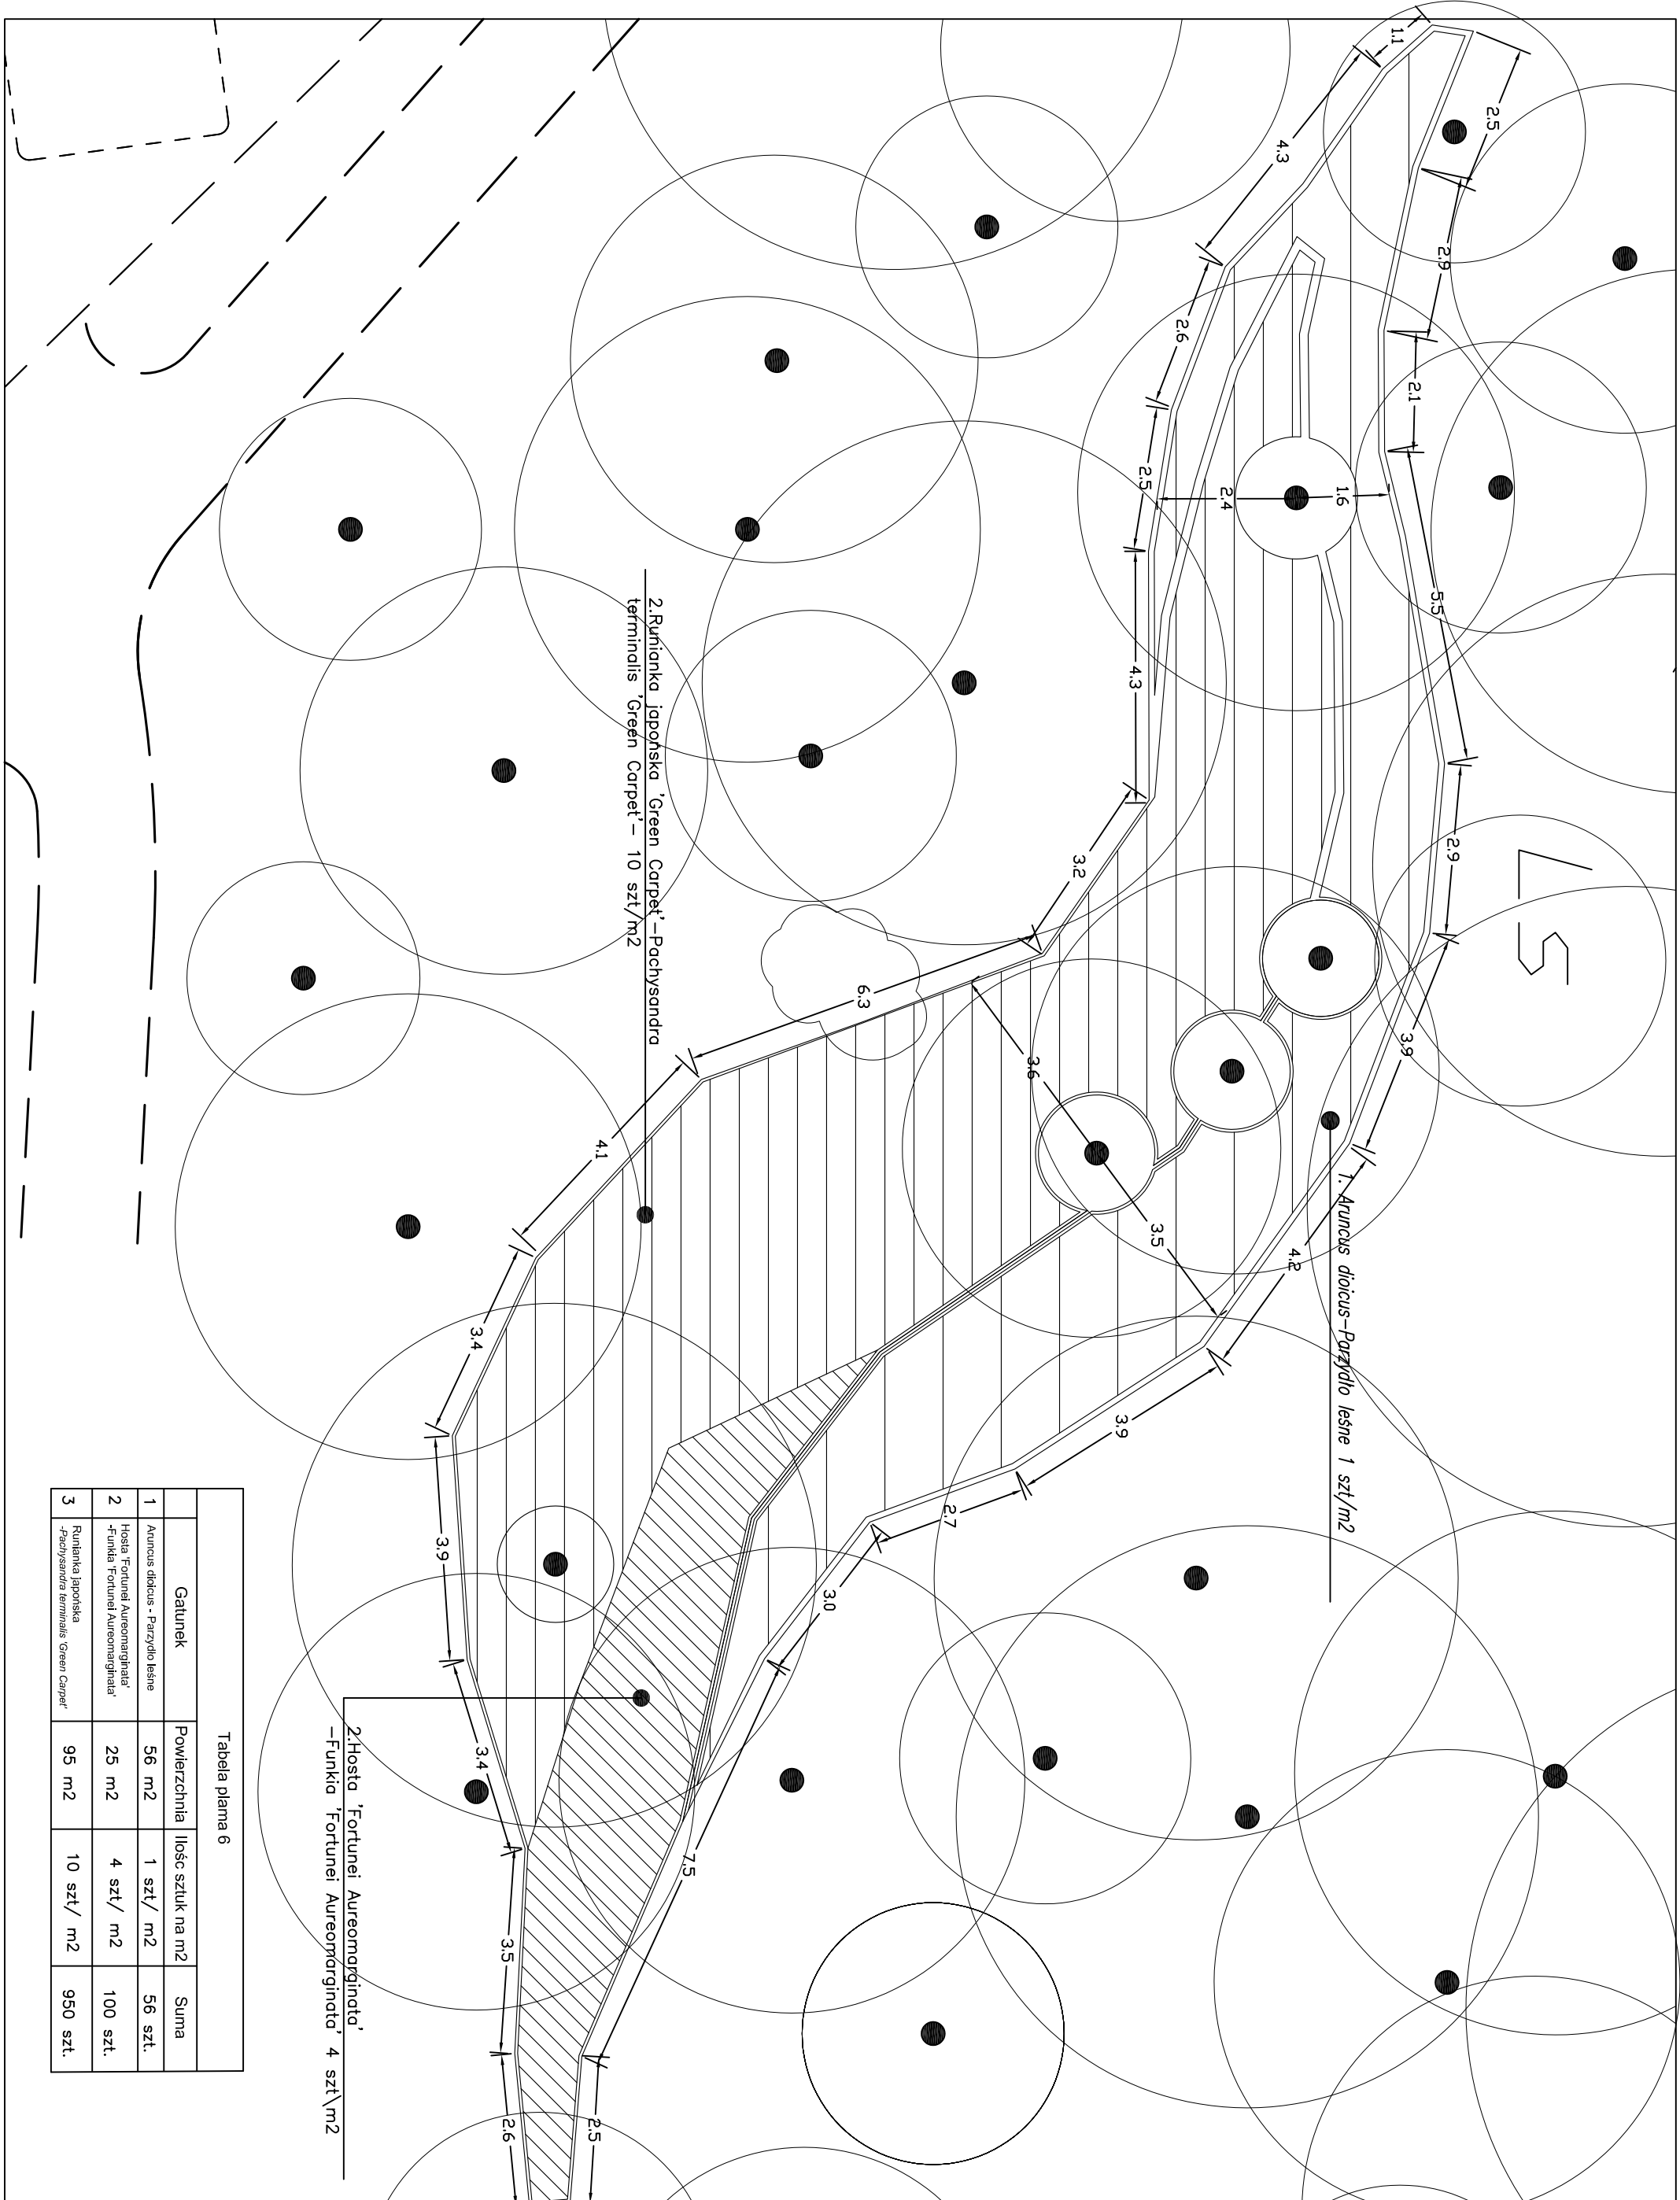 1.1
2.5
4.3
2.9
2.6
2.1
2.5
2.4
1.6
5.5
4.3
2.9
3.2
6.3
3.9
3.6
4.1
3.5
4.2
3.4
3.9
2.7
3.9
3.0
3.4
7.5
3.5
2.6
2.5
1. Aruncus dioicus-Parzydło leśne 1 szt/m2
2.Runianka japońska 'Green Carpet'-Pachysandra
terminalis 'Green Carpet'- 10 szt/m2
2.Hosta 'Fortunei Aureomarginata'
-Funkia 'Fortunei Aureomarginata' 4 szt\m2
Tabela plama 6
Gatunek Powierzchnia Ilośc sztuk na m2 Suma
1 Aruncus dioicus - Parzydło leśne 56 m2 1 szt/ m2 56 szt.
2 Hosta 'Fortunei Aureomarginata'
-Funkia 'Fortunei Aureomarginata' 25 m2 4 szt/ m2 100 szt.
3 Runianka japońska
-Pachysandra terminalis 'Green Carpet' 95 m2 10 szt/ m2 950 szt.